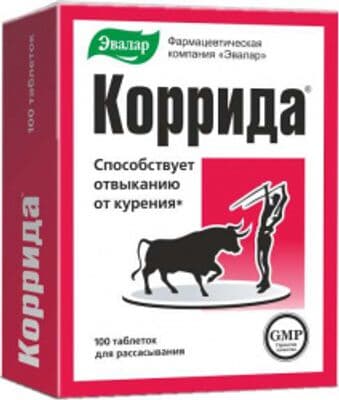 Эвалар
Фармацевтическая
компания «Эвалар»
Коррида®
Способствует
отвыканию
от курения*
100 таблеток
для рассасывания
GMP
100 таблеток
Коррида®